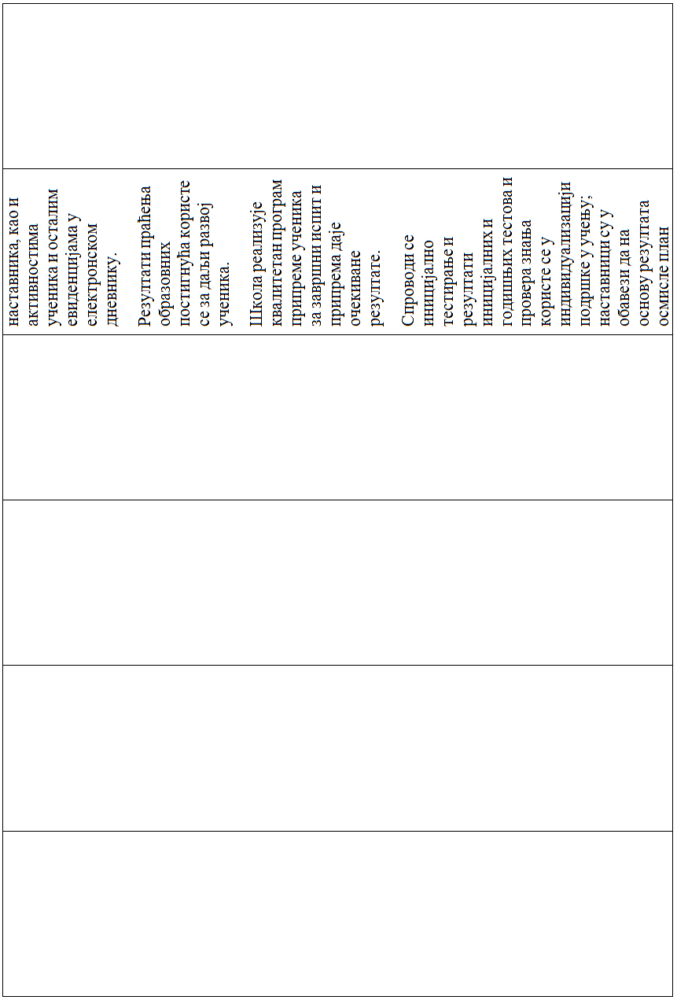 наставника, као и
активностима
ученика и осталим
евиденцијама у
електронском
дневнику.
Резултати праћења
образовних
постигнућа користе
се за даљи развој
ученика.
Школа реализује
квалитетан програм
припреме ученика
за завршни испит и
припрема даје
очекиване
резултате.
Спроводи се
иницијално
тестирање и
резултати
иницијалних и
годишњих тестова и
провера знања
користе се у
индивидуализацији
подршке у учењу;
наставници су у
обавези да на
основу резултата
осмисле план